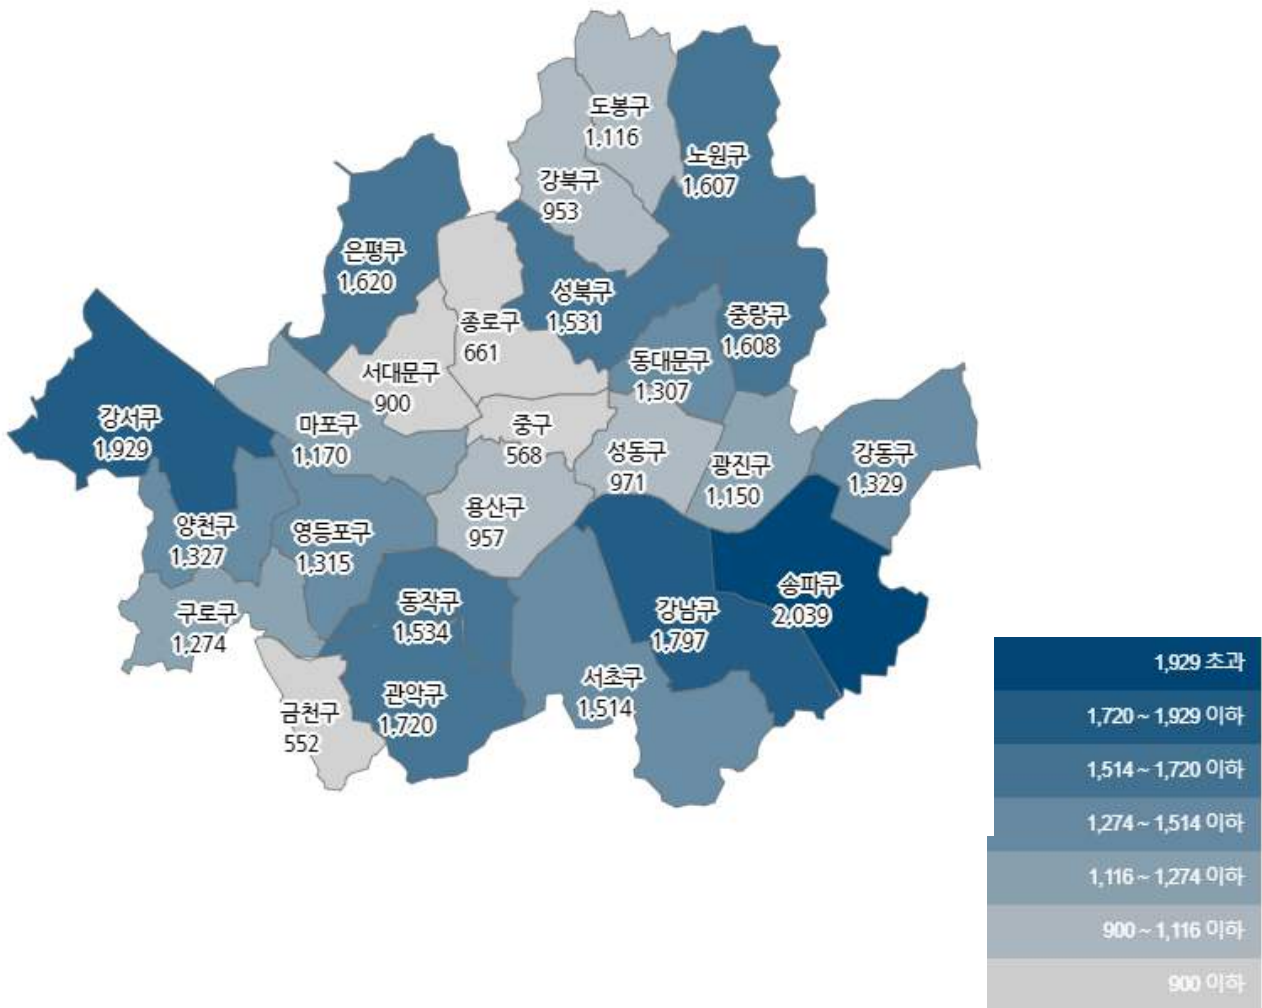 도봉구
1,116
노원구
1,607
강북구
953
은평구
1,620
성북구
1,531
중랑구
1,608
종로구
661
동대문구
1,307
서대문구
900
강서구
1,929
마포구
1,170
중구
568
성동구
971
광진구
1,150
강동구
1,329
양천구
1,327
영등포구
1,315
용산구
957
송파구
2,039
구로구
1,274
동작구
1,534
강남구
1,797
관악구
1,720
서초구
1,514
금천구
552
1,929 초과
1,720 ~ 1,929 이하
1,514 ~ 1,720 이하
1,274 ~ 1,514 이하
1,116 ~ 1,274 이하
900 ~ 1,116 이하
900 이하